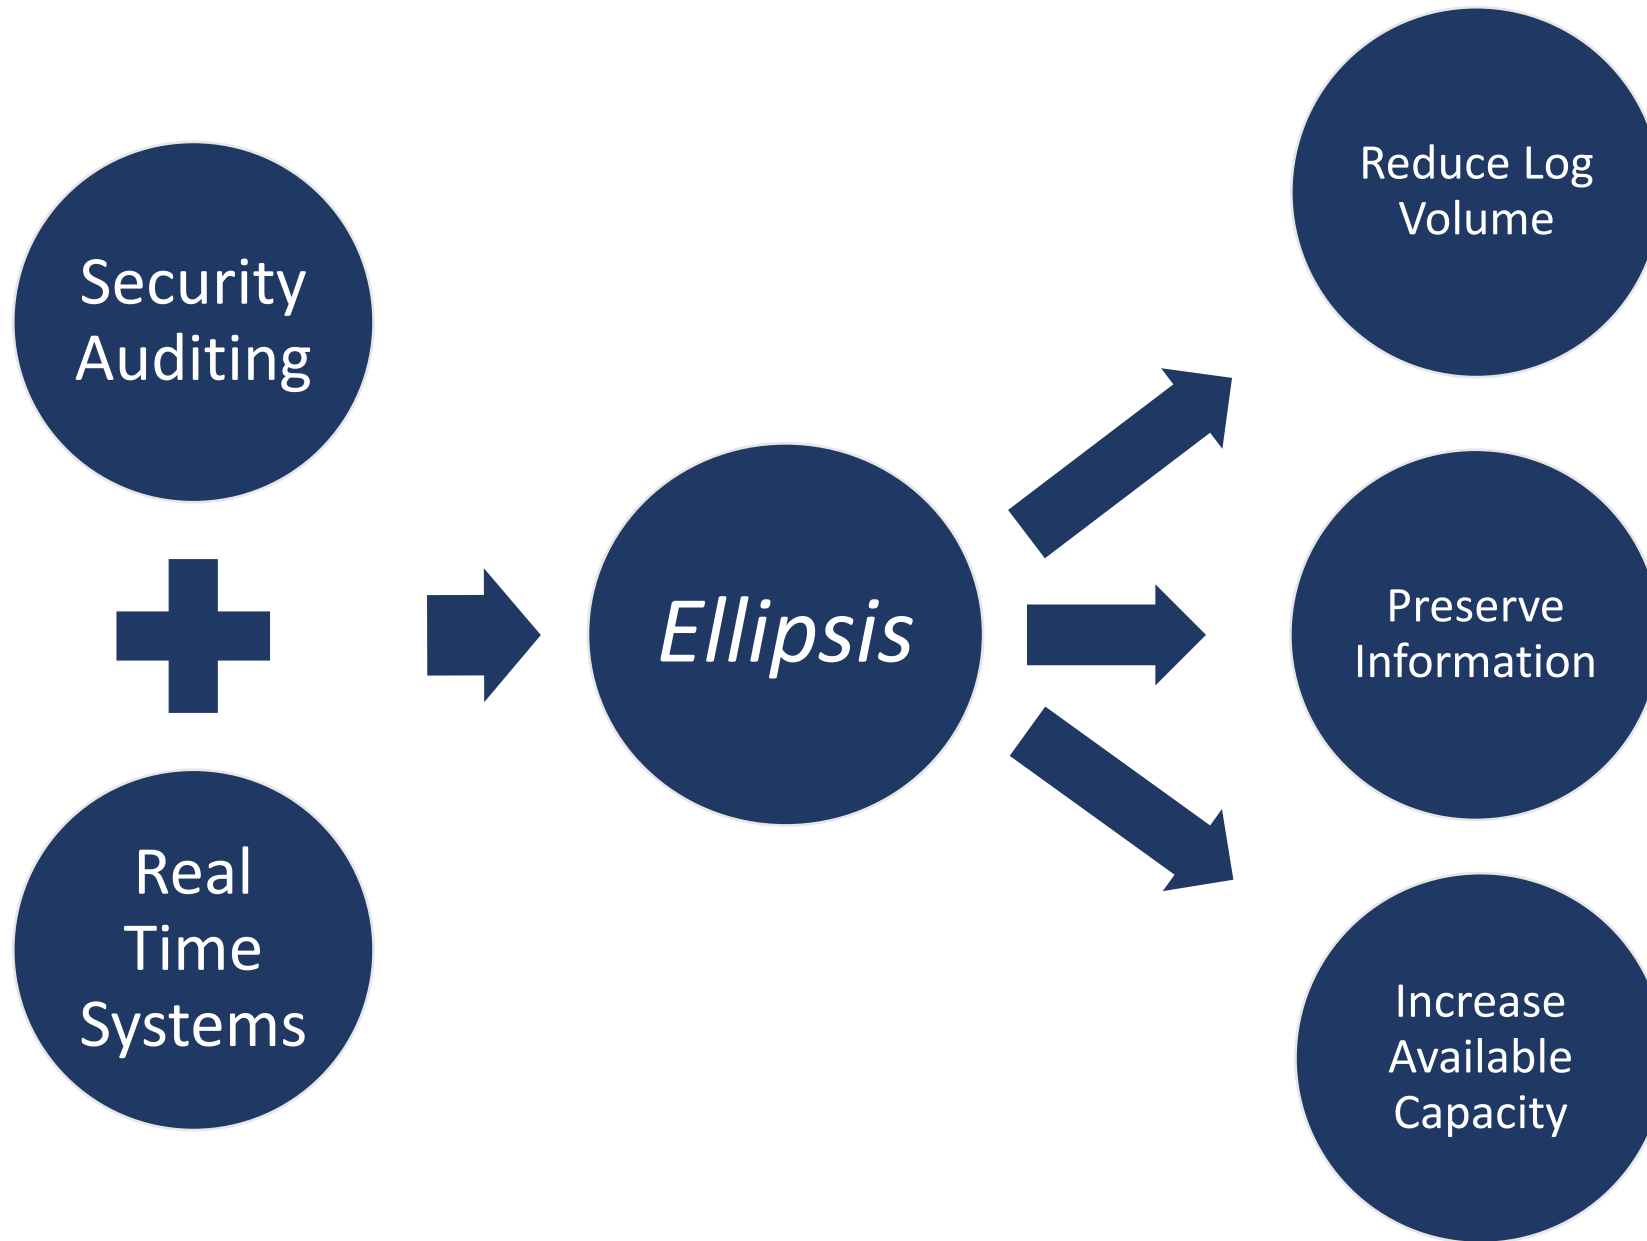 Security
Auditing
Real
Time
Systems
Ellipsis
Reduce Log
Volume
Preserve
Information
Increase
Available
Capacity